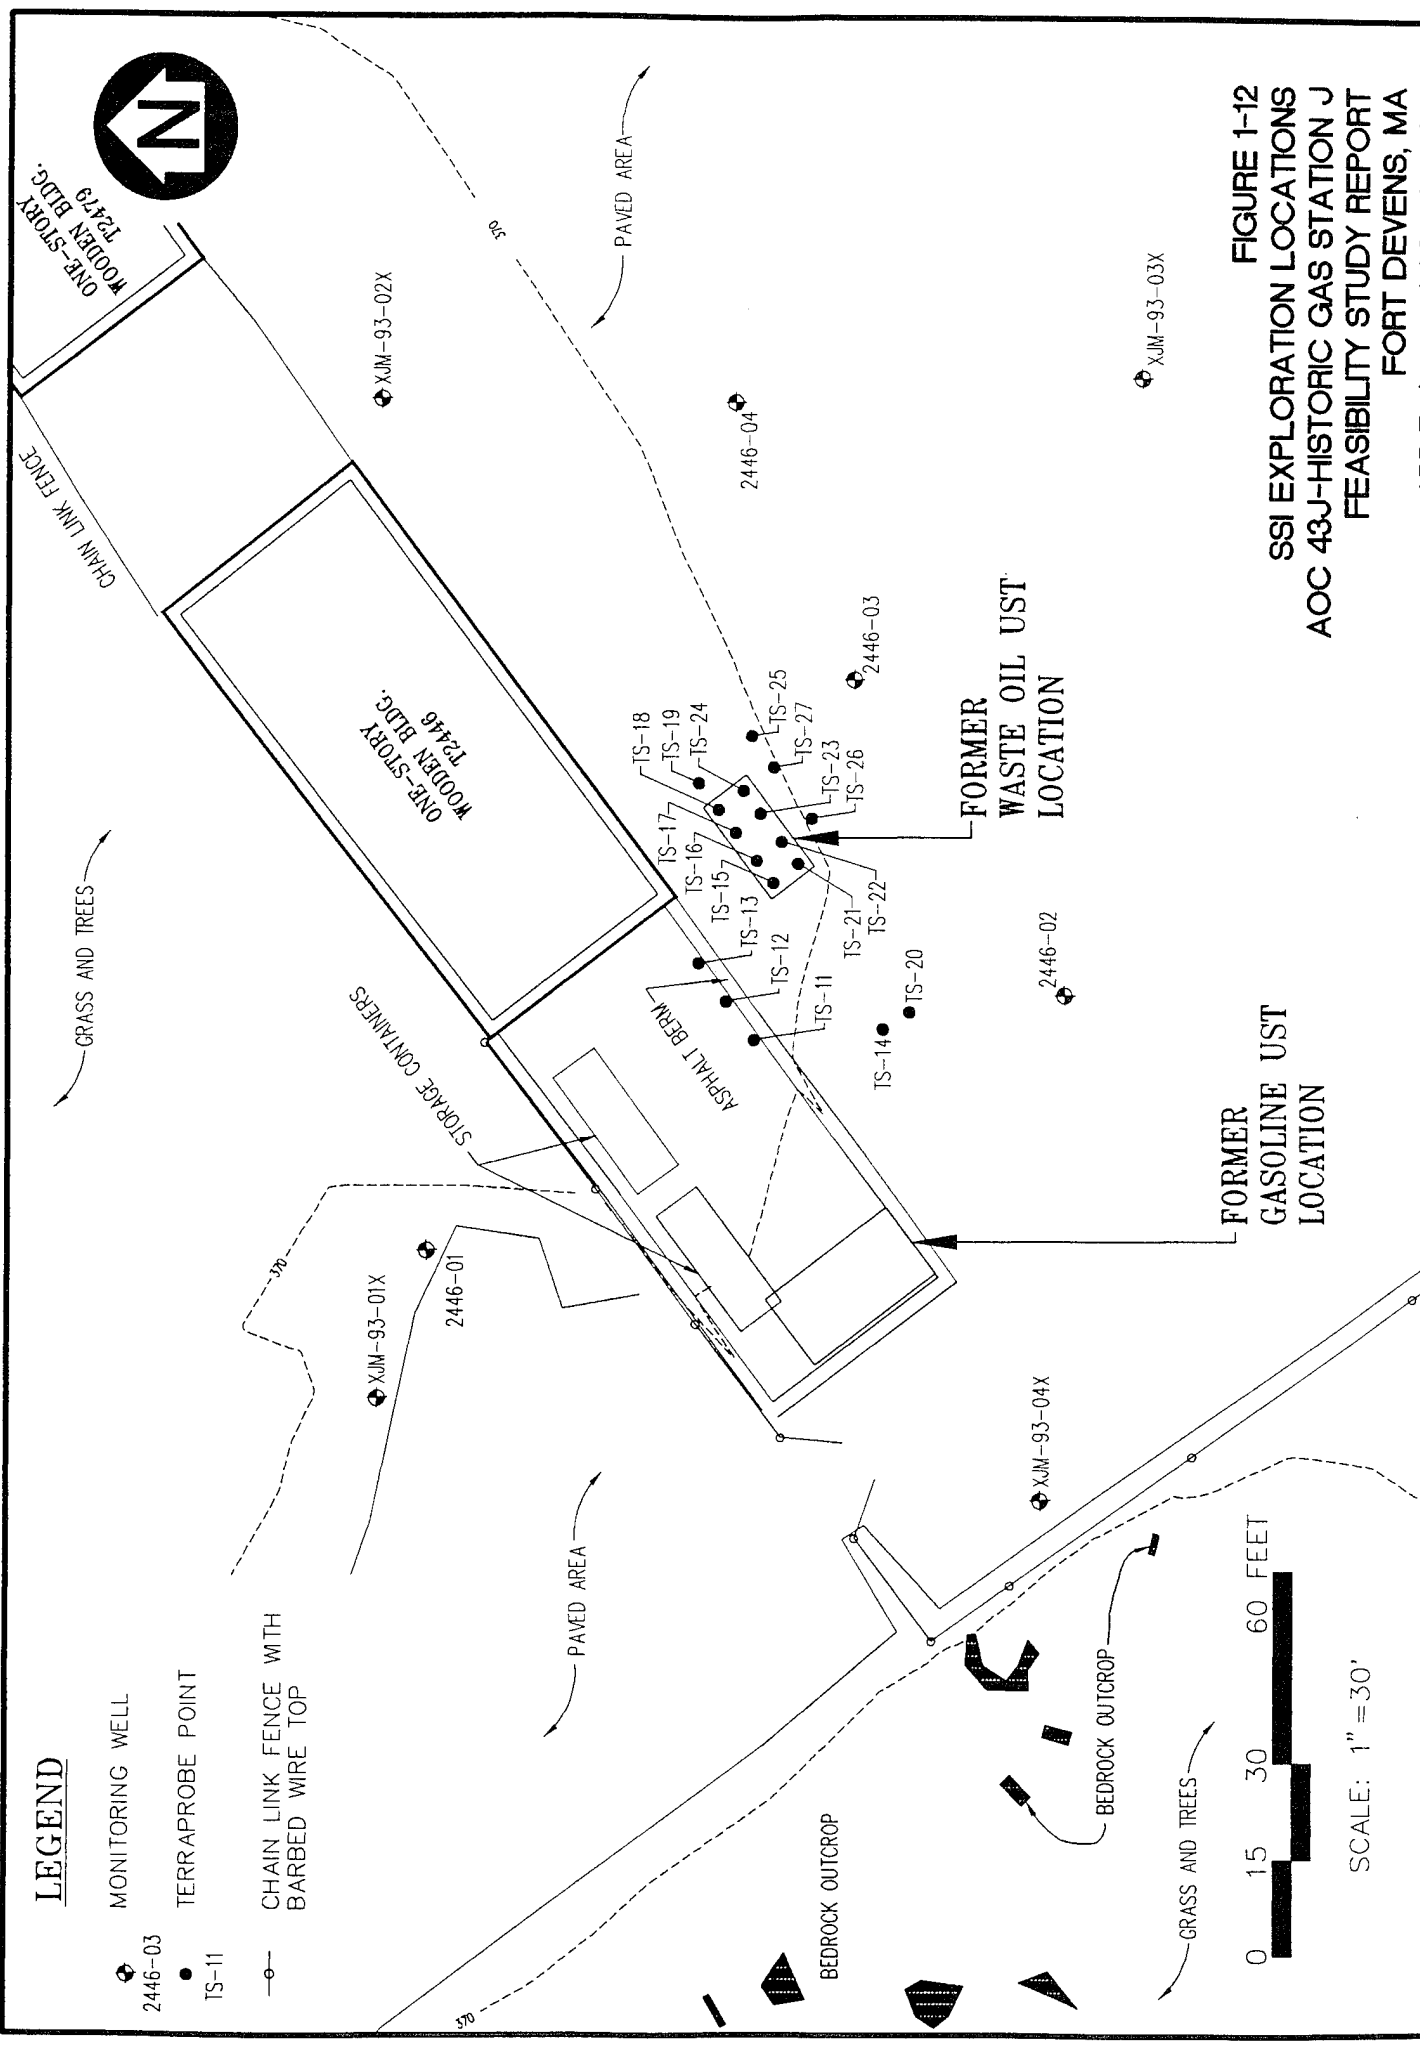 LEGEND
2446-03
MONITORING WELL
TS-11
TERRAPROBE POINT
CHAIN LINK FENCE WITH
BARBED WIRE TOP
N
ONE-STORY
WOODEN BLDG.
T2479
CHAIN LINK FENCE
GRASS AND TREES
XJM-93-02X
370
PAVED AREA
ONE-STORY
WOODEN BLDG.
T2446
STORAGE CONTAINERS
370
XJM-93-01X
2446-01
PAVED AREA
ASPHALT BERM
TS-18
TS-19
TS-24
TS-17
TS-16
TS-15
TS-13
TS-12
TS-11
TS-25
TS-27
TS-23
TS-26
TS-21
TS-22
TS-14
TS-20
2446-04
2446-03
2446-02
XJM-93-03X
XJM-93-04X
FORMER
WASTE OIL UST
LOCATION
FORMER
GASOLINE UST
LOCATION
370
BEDROCK OUTCROP
BEDROCK OUTCROP
BEDROCK OUTCROP
GRASS AND TREES
0 15 30 60 FEET
SCALE: 1"=30'
FIGURE 1-12
SSI EXPLORATION LOCATIONS
AOC 43J-HISTORIC GAS STATION J
FEASIBILITY STUDY REPORT
FORT DEVENS, MA